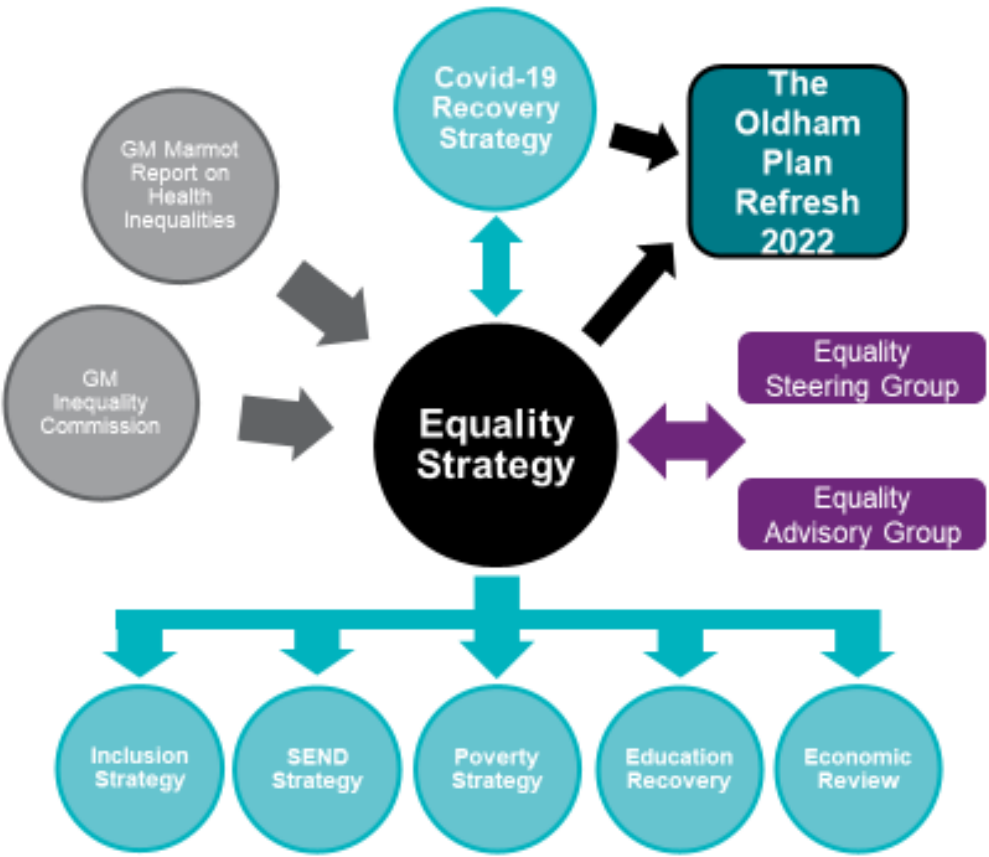 Covid-19
Recovery
Strategy
The
Oldham
Plan
Refresh
2022
GM Marmot
Report on
Health
Inequalities
GM
Inequality
Commission
Equality
Strategy
Equality
Steering Group
Equality
Advisory Group
Inclusion
Strategy
SEND
Strategy
Poverty
Strategy
Education
Recovery
Economic
Review